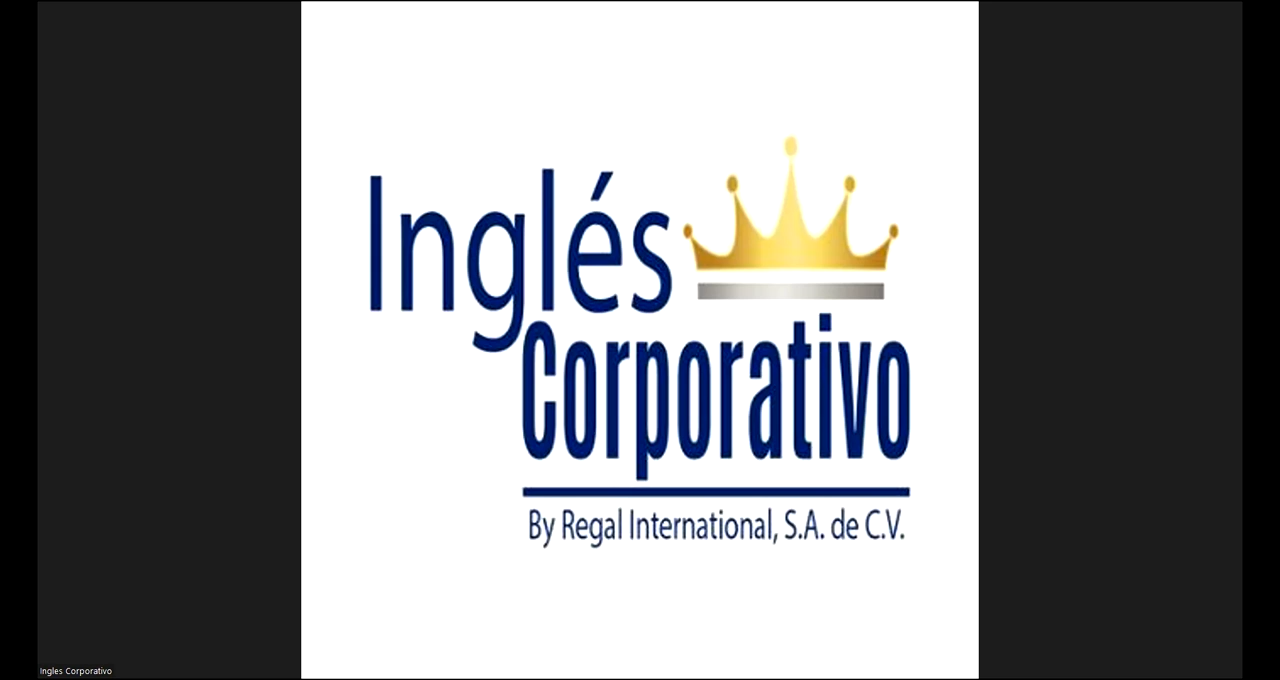 Inglés
Corporativo
By Regal International, S.A. de C.V.
Ingles Corporativo